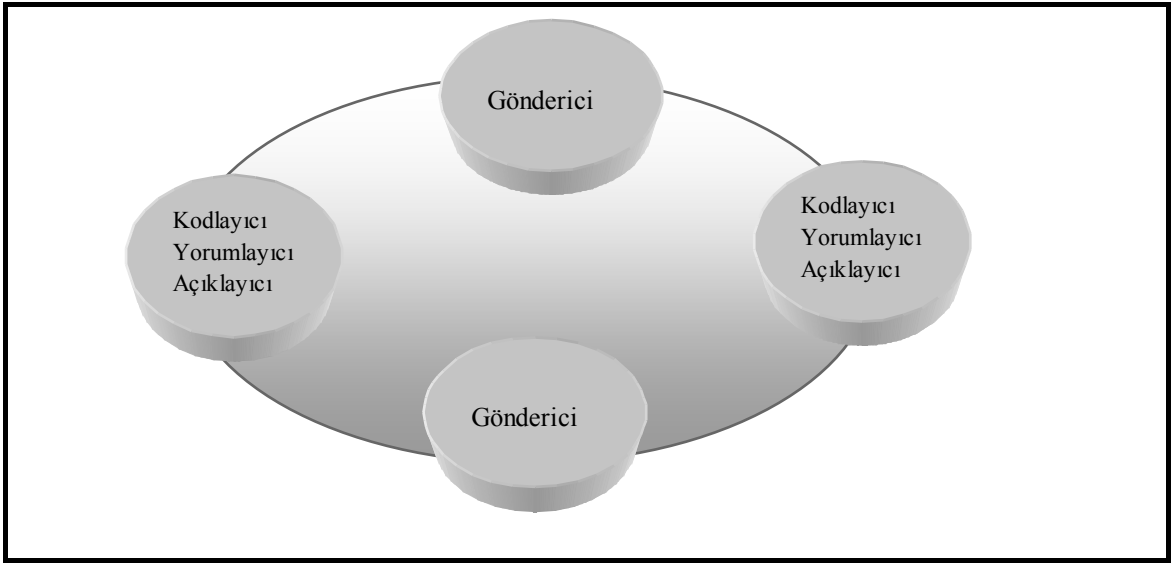 Gönderici
Kodlayıcı
Yorumlayıcı
Açıklayıcı
Kodlayıcı
Yorumlayıcı
Açıklayıcı
Gönderici